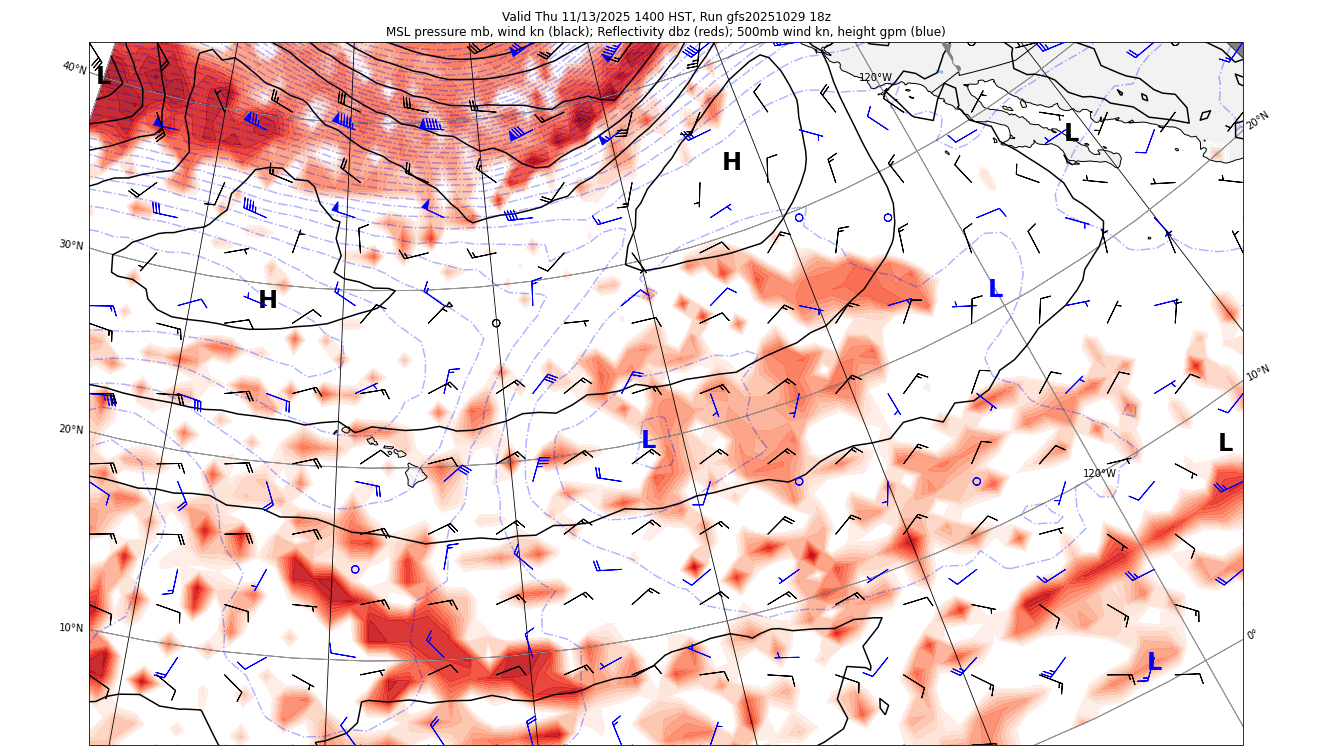 Valid Thu 11/13/2025 1400 HST, Run gfs20251029 18z
MSL pressure mb, wind kn (black); Reflectivity dbz (reds); 500mb wind kn, height gpm (blue)
40°N
L
120°W
20°N
L
H
30°N
L
H
10°N
20°N
L
L
120°W
10°N
0°
L